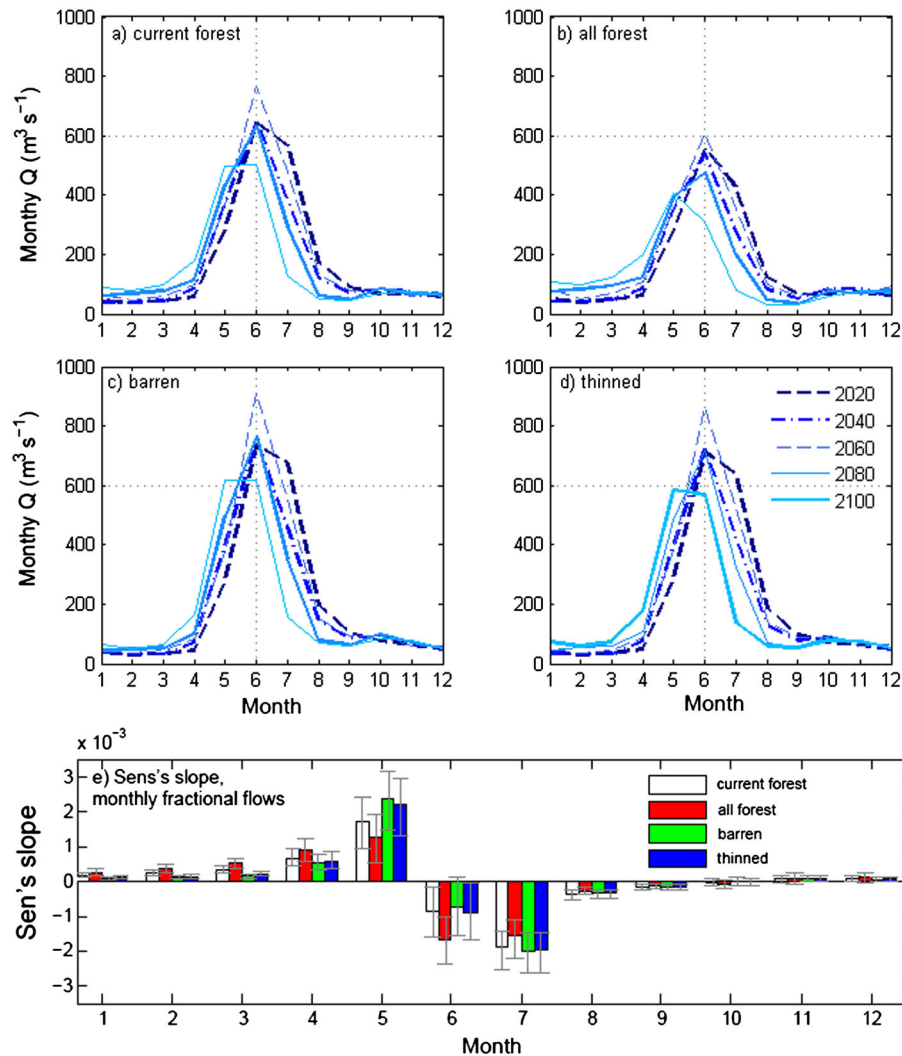 a) current forest
1000
800
600
400
200
0
1 2 3 4 5 6 7 8 9 10 11 12
Monthy Q (m³ s⁻¹)
b) all forest
1000
800
600
400
200
0
1 2 3 4 5 6 7 8 9 10 11 12
c) barren
1000
800
600
400
200
0
1 2 3 4 5 6 7 8 9 10 11 12
Monthy Q (m³ s⁻¹)
Month
d) thinned
2020
2040
2060
2080
2100
1000
800
600
400
200
0
1 2 3 4 5 6 7 8 9 10 11 12
Month
x 10⁻³
e) Sens's slope,
monthly fractional flows
current forest
all forest
barren
thinned
3
2
1
0
−1
−2
−3
Sen's slope
1 2 3 4 5 6 7 8 9 10 11 12
Month